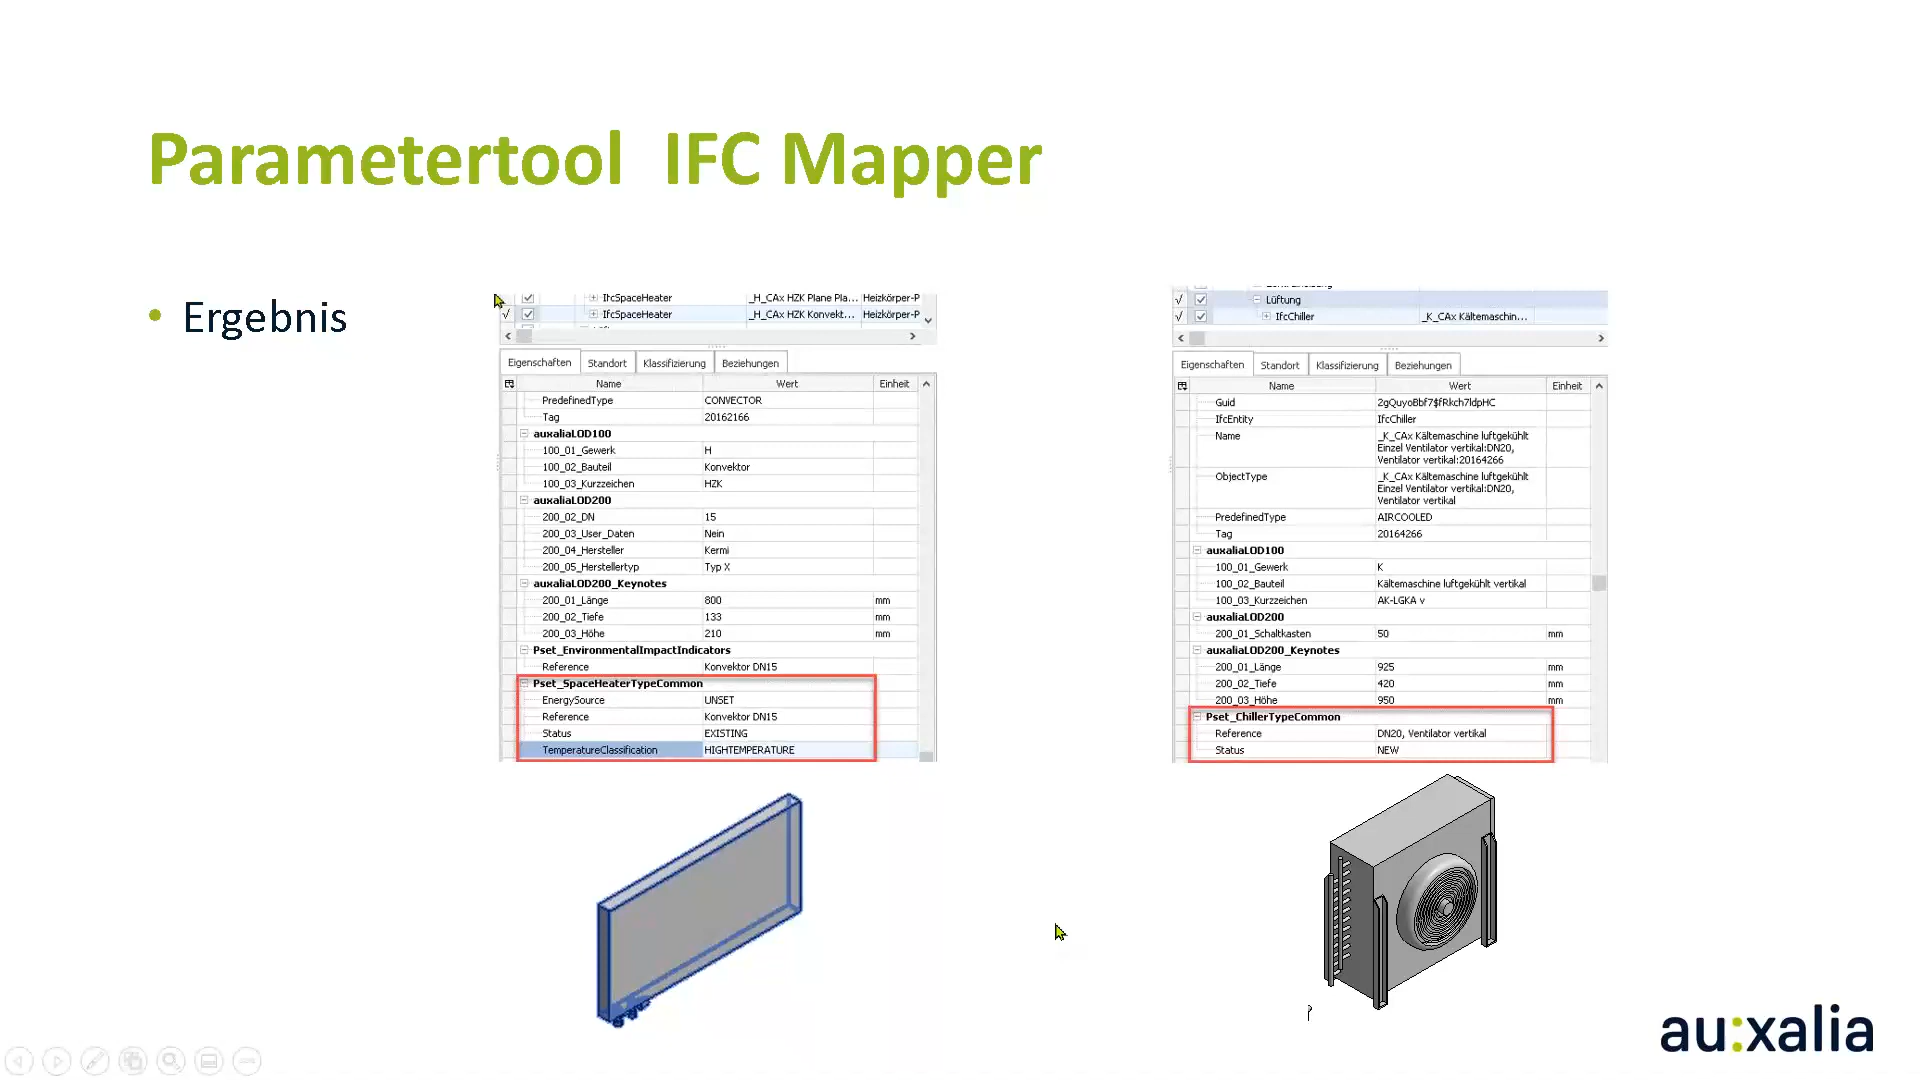 Parametertool IFC Mapper
• Ergebnis
IfcSpaceHeater _H_CAx HZK Plane Pla... Heizkörper-P
√ IfcSpaceHeater _H_CAx HZK Konvekt... Heizkörper-P
Eigenschaften Standort Klassifizierung Beziehungen
Name Wert Einheit
PredefinedType CONVECTOR
Tag 20162166
auxaliaLOD100
100_01_Gewerk H
100_02_Bauteil Konvektor
100_03_Kurzzeichen HZK
auxaliaLOD200
200_02_DN 15
200_03_User_Daten Nein
200_04_Hersteller Kermi
200_05_Herstellertyp Typ X
auxaliaLOD200_Keynotes
200_01_Länge 800 mm
200_02_Tiefe 133 mm
200_03_Höhe 210 mm
Pset_EnvironmentalImpactIndicators
Reference Konvektor DN15
Pset_SpaceHeaterTypeCommon
EnergySource UNSET
Reference Konvektor DN15
Status EXISTING
TemperatureClassification HIGHTEMPERATURE
√ Lüftung
√ IfcChiller _K_CAx Kältemaschin...
Eigenschaften Standort Klassifizierung Beziehungen
Name Wert Einheit
Guid 2gQuyoBbf7$fRkch7ldpHC
IfcEntity IfcChiller
Name _K_CAx Kältemaschine luftgekühlt
Einzel Ventilator vertikal:DN20,
Ventilator vertikal:20164266
ObjectType _K_CAx Kältemaschine luftgekühlt
Einzel Ventilator vertikal:DN20,
Ventilator vertikal
PredefinedType AIRCOOLED
Tag 20164266
auxaliaLOD100
100_01_Gewerk K
100_02_Bauteil Kältemaschine luftgekühlt vertikal
100_03_Kurzzeichen AK-LGKA v
auxaliaLOD200
200_01_Schaltkasten 50 mm
auxaliaLOD200_Keynotes
200_01_Länge 925 mm
200_02_Tiefe 420 mm
200_03_Höhe 950 mm
Pset_ChillerTypeCommon
Reference DN20, Ventilator vertikal
Status NEW
au:xalia